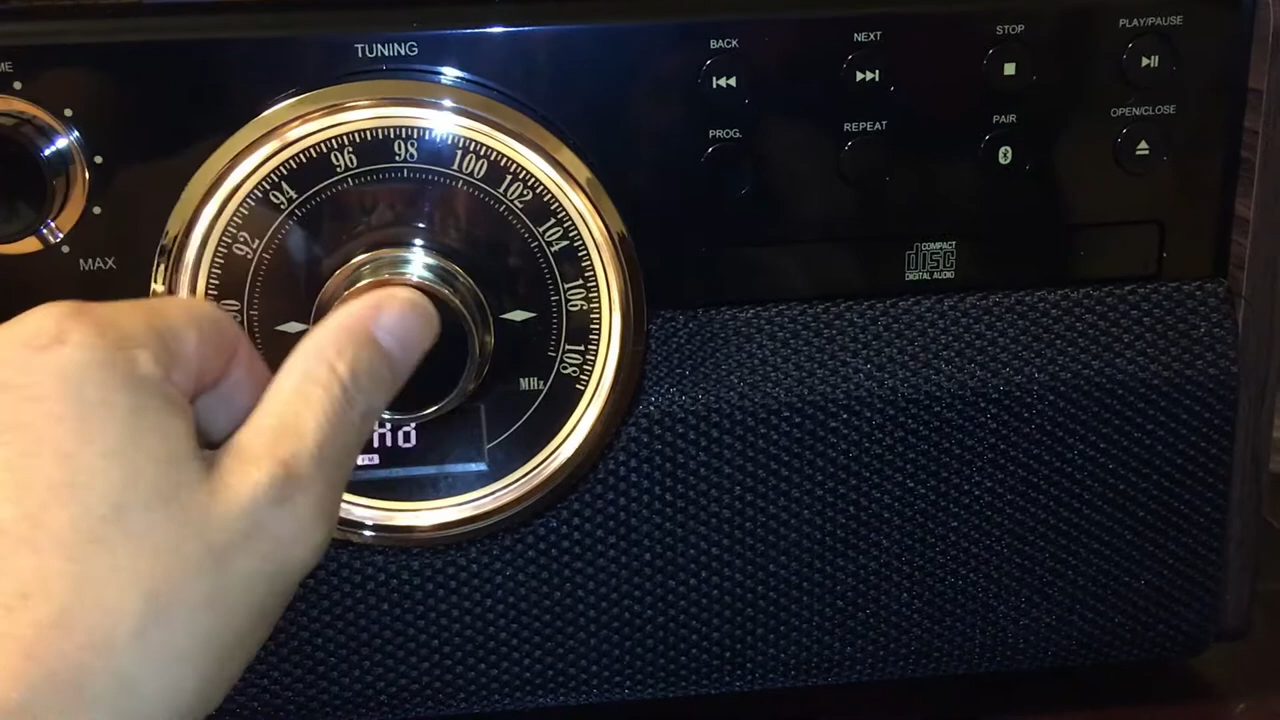 TUNING
BACK
NEXT
STOP
PLAY/PAUSE
PROG.
REPEAT
PAIR
OPEN/CLOSE
MAX
92 94 96 98 100 102 104 106 108
MHz
FM
COMPACT
disc
DIGITAL AUDIO